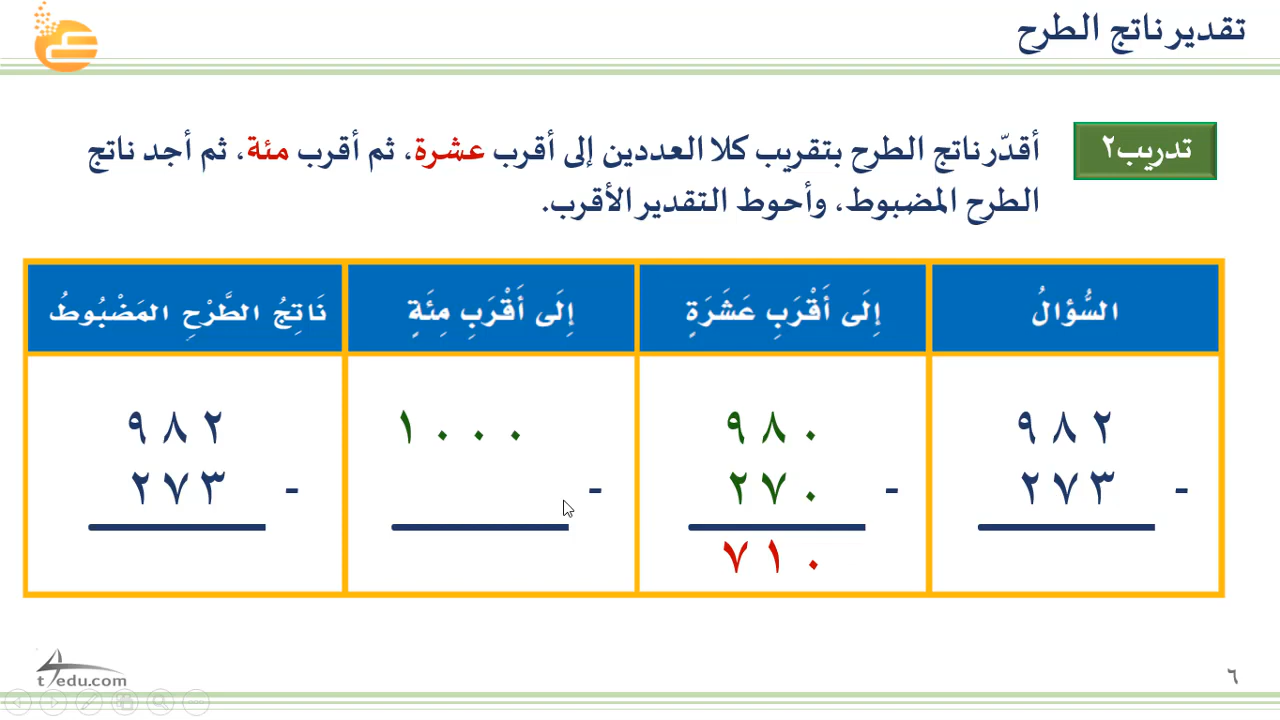 تقدير ناتج الطرح
تدريب٢
أقدّر ناتج الطرح بتقريب كلا العددين إلى أقرب عشرة، ثم أقرب مئة، ثم أجد ناتج
الطرح المضبوط، وأحوط التقدير الأقرب.
السُّؤالُ
إِلَى أَقْرَبِ عَشَرَةٍ
إِلَى أَقْرَبِ مِئَةٍ
نَاتِجُ الطَّرْحِ المَضْبُوطُ
٩٨٢
- ٢٧٣
٩٨٠
- ٢٧٠
٧١٠
١٠٠٠
-
٩٨٢
- ٢٧٣
t4edu.com
٦